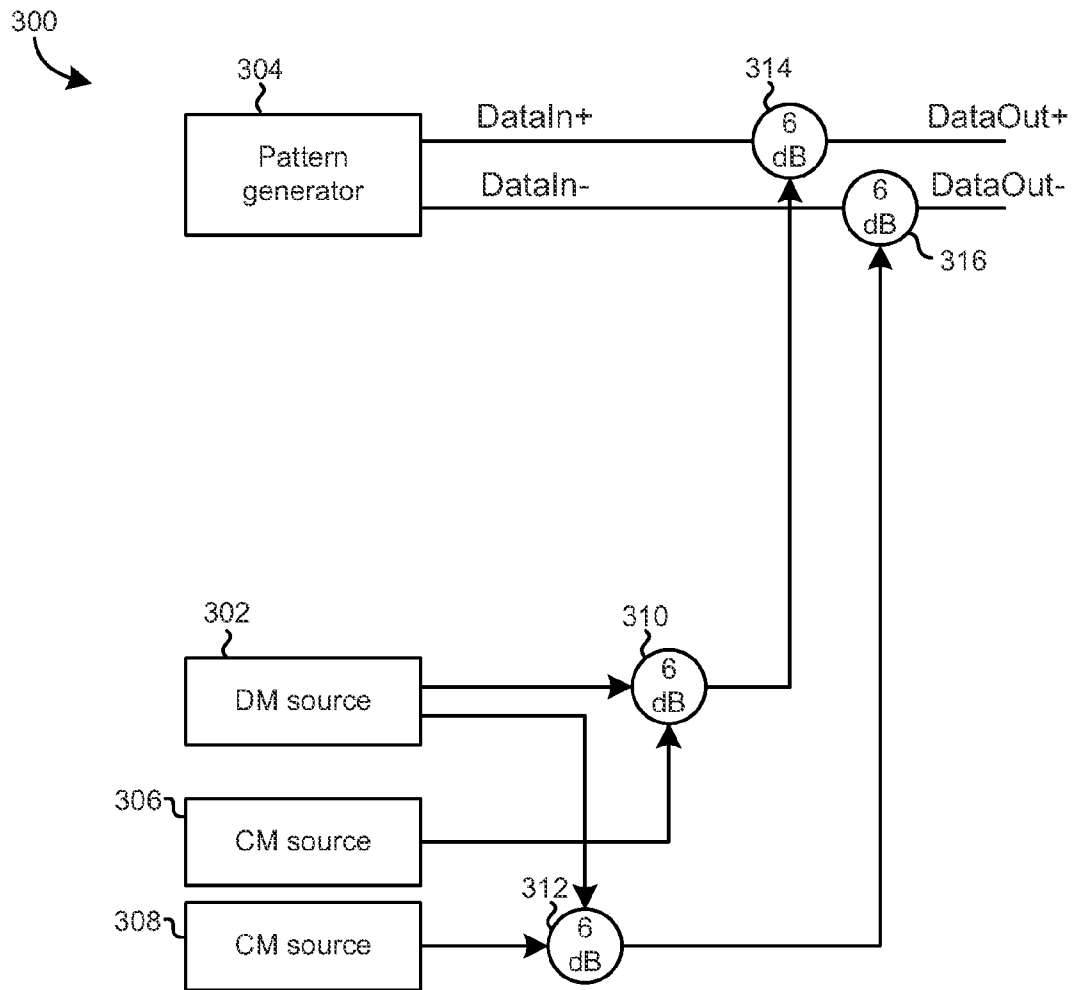 300
304
314
Pattern
generator
DataIn+
6
dB
DataOut+
DataIn-
6
dB
DataOut-
316
302
DM source
310
6
dB
306
CM source
308
CM source
312
6
dB